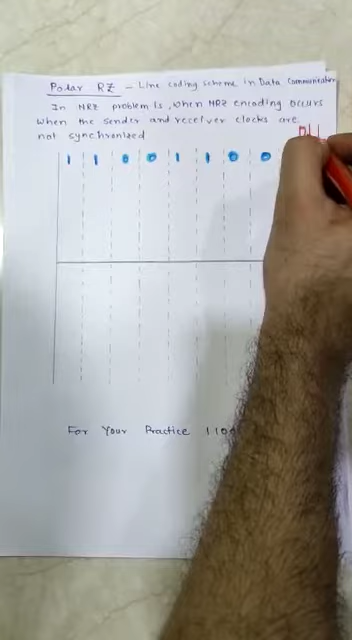 Polar RZ - Line coding scheme in Data Communication
In NRZ problem is, when NRZ encoding occurs
when the sender and receiver clocks are
not synchronized
1 1 0 0 1 1 0 0
For Your Practice 1100